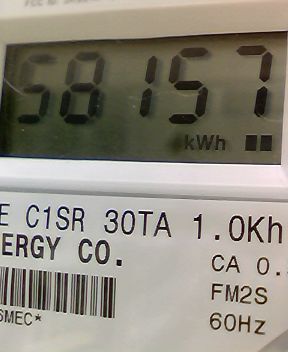 58157
kWh
E C1SR 30TA 1.0Kh
ERGY CO.
CA 0.
FM2S
SMEC*
60Hz